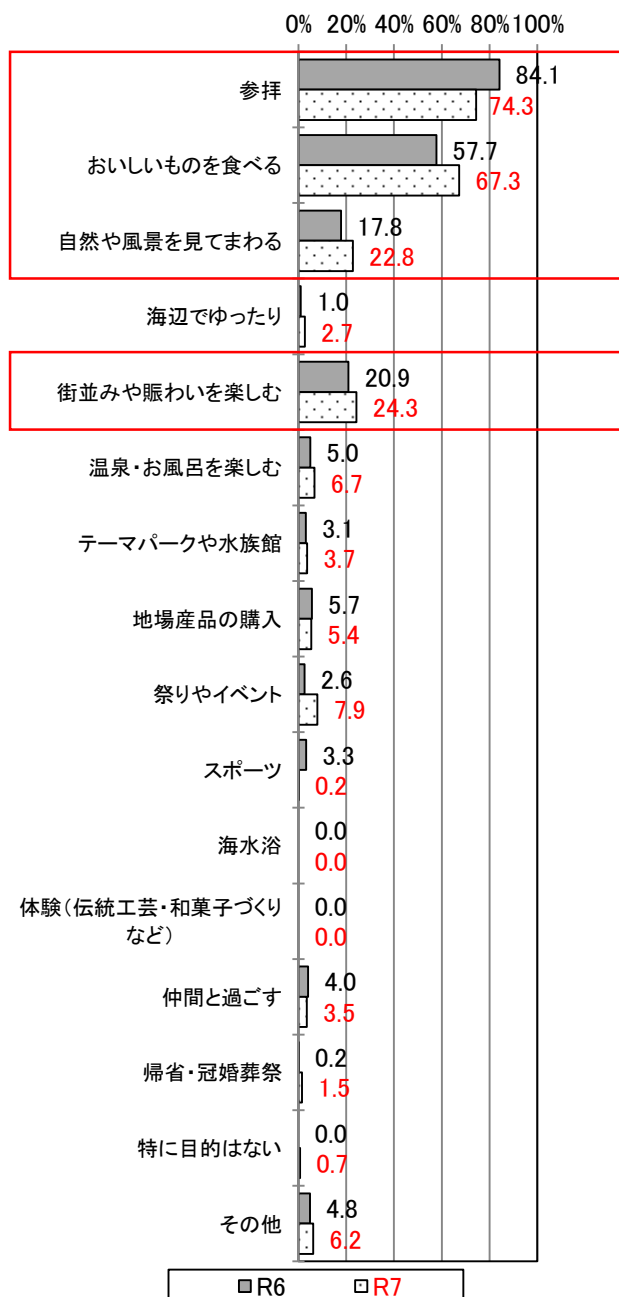 0% 20% 40% 60% 80% 100%
参拝
84.1
74.3
おいしいものを食べる
57.7
67.3
自然や風景を見てまわる
17.8
22.8
海辺でゆったり
1.0
2.7
街並みや賑わいを楽しむ
20.9
24.3
温泉・お風呂を楽しむ
5.0
6.7
テーマパークや水族館
3.1
3.7
地場産品の購入
5.7
5.4
祭りやイベント
2.6
7.9
スポーツ
3.3
0.2
海水浴
0.0
0.0
体験（伝統工芸・和菓子づくり
など）
0.0
0.0
仲間と過ごす
4.0
3.5
帰省・冠婚葬祭
0.2
1.5
特に目的はない
0.0
0.7
その他
4.8
6.2
R6 R7